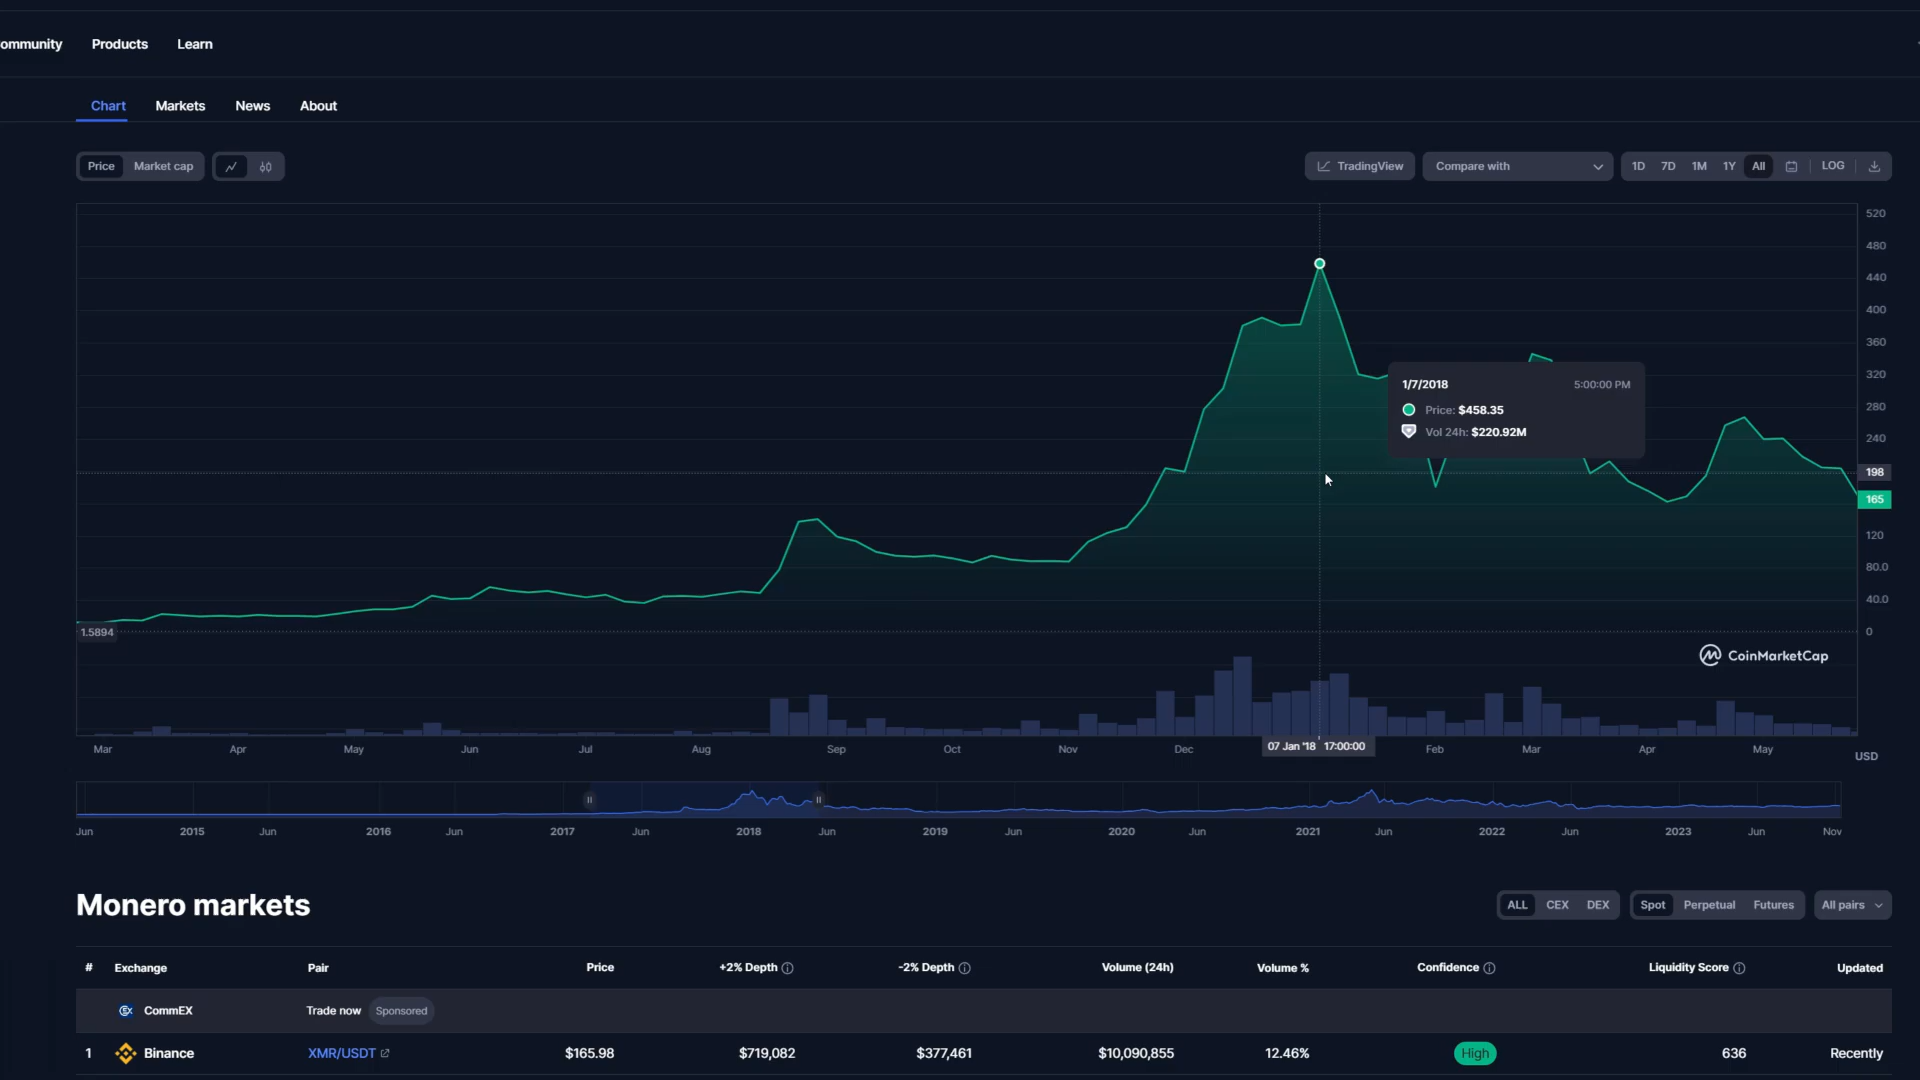 ommunity Products Learn
Chart Markets News About
Price Market cap TradingView Compare with 1D 7D 1M 1Y All LOG
520
480
440
400
360
320
280
240
198
165
120
80.0
40.0
0
1/7/2018 5:00:00 PM
Price: $458.35
Vol 24h: $220.92M
1.5894
CoinMarketCap
Mar Apr May Jun Jul Aug Sep Oct Nov Dec 07 Jan '18 17:00:00 Feb Mar Apr May
USD
Jun 2015 Jun 2016 Jun 2017 Jun 2018 Jun 2019 Jun 2020 Jun 2021 Jun 2022 Jun 2023 Jun Nov
Monero markets ALL CEX DEX Spot Perpetual Futures All pairs
# Exchange Pair Price +2% Depth -2% Depth Volume (24h) Volume % Confidence Liquidity Score Updated
CommEX Trade now Sponsored
1 Binance XMR/USDT $165.98 $719,082 $377,461 $10,090,855 12.46% High 636 Recently